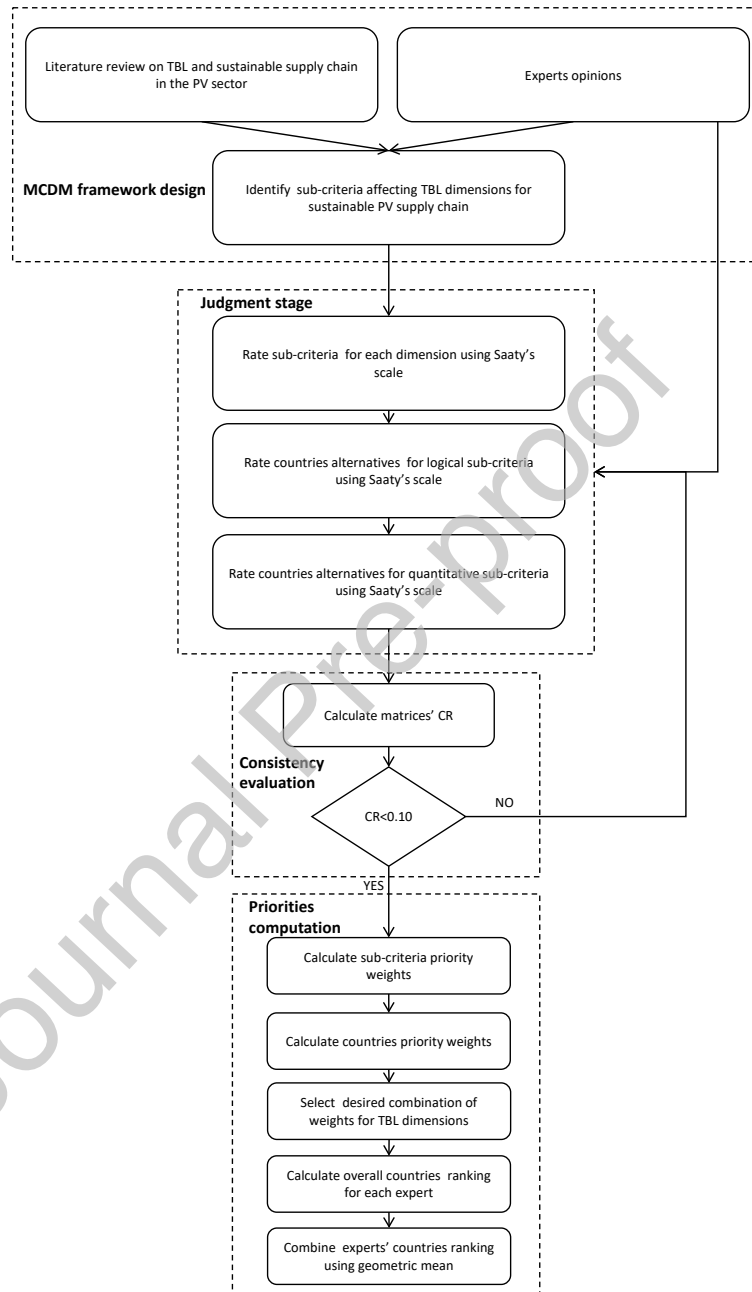 Literature review on TBL and sustainable supply chain
in the PV sector
Experts opinions
MCDM framework design
Identify sub-criteria affecting TBL dimensions for
sustainable PV supply chain
Judgment stage
Rate sub-criteria for each dimension using Saaty's
scale
Rate countries alternatives for logical sub-criteria
using Saaty's scale
Rate countries alternatives for quantitative sub-criteria
using Saaty's scale
Calculate matrices' CR
Consistency
evaluation
CR<0.10
NO
YES
Priorities
computation
Calculate sub-criteria priority
weights
Calculate countries priority weights
Select desired combination of
weights for TBL dimensions
Calculate overall countries ranking
for each expert
Combine experts' countries ranking
using geometric mean
Journal Pre-proof